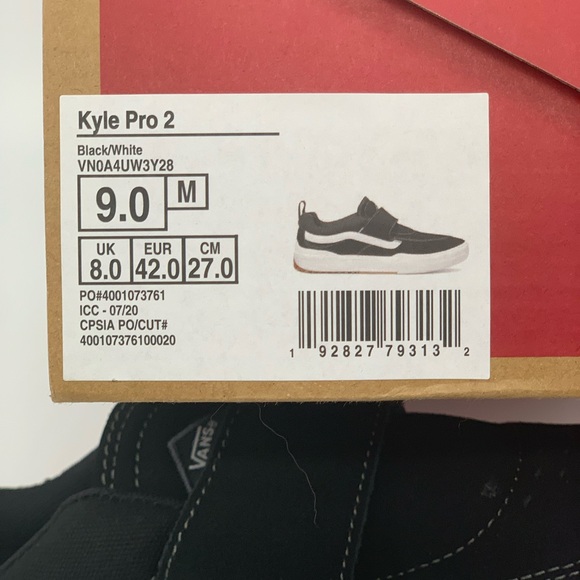 Kyle Pro 2
Black/White
VN0A4UW3Y28
9.0 M
UK EUR CM
8.0 42.0 27.0
PO#4001073761
ICC - 07/20
CPSIA PO/CUT#
400107376100020
1 92827 79313 2
VANS